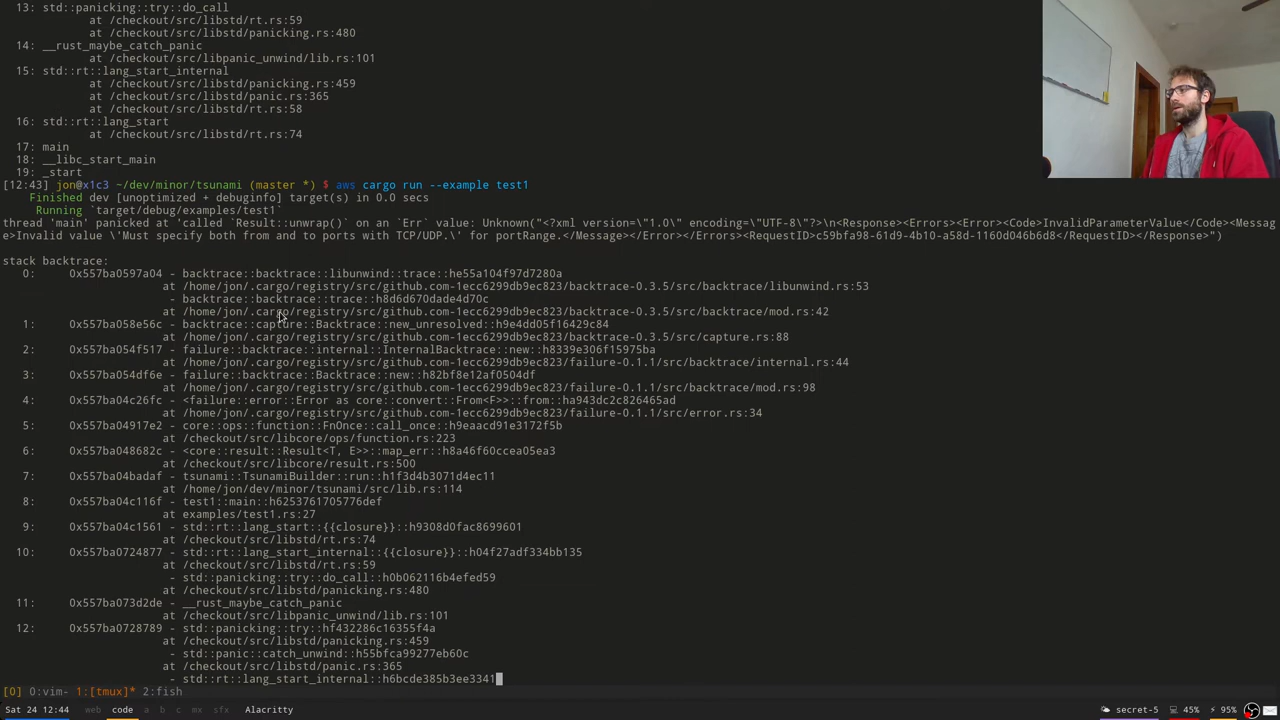 13: std::panicking::try::do_call
at /checkout/src/libstd/rt.rs:59
at /checkout/src/libstd/panicking.rs:480
14: __rust_maybe_catch_panic
at /checkout/src/libpanic_unwind/lib.rs:101
15: std::rt::lang_start_internal
at /checkout/src/libstd/panicking.rs:459
at /checkout/src/libstd/panic.rs:365
at /checkout/src/libstd/rt.rs:58
16: std::rt::lang_start
at /checkout/src/libstd/rt.rs:74
17: main
18: __libc_start_main
19: _start
[12:43] jon@x1c3 ~/dev/minor/tsunami (master *) $ aws cargo run --example test1
Finished dev [unoptimized + debuginfo] target(s) in 0.0 secs
Running `target/debug/examples/test1`
thread 'main' panicked at 'called `Result::unwrap()` on an `Err` value: Unknown("<?xml version=\"1.0\" encoding=\"UTF-8\"?>\n<Response><Errors><Error><Code>InvalidParameterValue</Code><Messag
e>Invalid value \'Must specify both from and to ports with TCP/UDP.\' for portRange.</Message></Error></Errors><RequestID>c59bfa98-61d9-4b10-a58d-1160d046b6d8</RequestID></Response>")
stack backtrace:
0: 0x557ba0597a04 - backtrace::backtrace::libunwind::trace::he55a104f97d7280a
at /home/jon/.cargo/registry/src/github.com-1ecc6299db9ec823/backtrace-0.3.5/src/backtrace/libunwind.rs:53
- backtrace::backtrace::trace::h8d6d670dade4d70c
at /home/jon/.cargo/registry/src/github.com-1ecc6299db9ec823/backtrace-0.3.5/src/backtrace/mod.rs:42
1: 0x557ba058e56c - backtrace::capture::Backtrace::new_unresolved::h9e4dd05f16429c84
at /home/jon/.cargo/registry/src/github.com-1ecc6299db9ec823/backtrace-0.3.5/src/capture.rs:88
2: 0x557ba054f517 - failure::backtrace::internal::InternalBacktrace::new::h8339e306f15975ba
at /home/jon/.cargo/registry/src/github.com-1ecc6299db9ec823/failure-0.1.1/src/backtrace/internal.rs:44
3: 0x557ba054df6e - failure::backtrace::Backtrace::new::h82bf8e12af0504df
at /home/jon/.cargo/registry/src/github.com-1ecc6299db9ec823/failure-0.1.1/src/backtrace/mod.rs:98
4: 0x557ba04c26fc - <failure::error::Error as core::convert::From<F>>::from::ha943dc2c826465ad
at /home/jon/.cargo/registry/src/github.com-1ecc6299db9ec823/failure-0.1.1/src/error.rs:34
5: 0x557ba04917e2 - core::ops::function::FnOnce::call_once::h9eaacd91e3172f5b
at /checkout/src/libcore/ops/function.rs:223
6: 0x557ba048682c - <core::result::Result<T, E>>::map_err::h8a46f60ccea05ea3
at /checkout/src/libcore/result.rs:500
7: 0x557ba04badaf - tsunami::TsunamiBuilder::run::h1f3d4b3071d4ec11
at /home/jon/dev/minor/tsunami/src/lib.rs:114
8: 0x557ba04c116f - test1::main::h6253761705776def
at examples/test1.rs:27
9: 0x557ba04c1561 - std::rt::lang_start::{{closure}}::h9308d0fac8699601
at /checkout/src/libstd/rt.rs:74
10: 0x557ba0724877 - std::rt::lang_start_internal::{{closure}}::h04f27adf334bb135
at /checkout/src/libstd/rt.rs:59
- std::panicking::try::do_call::h0b062116b4efed59
at /checkout/src/libstd/panicking.rs:480
11: 0x557ba073d2de - __rust_maybe_catch_panic
at /checkout/src/libpanic_unwind/lib.rs:101
12: 0x557ba0728789 - std::panicking::try::hf432286c16355f4a
at /checkout/src/libstd/panicking.rs:459
- std::panic::catch_unwind::h55bfca99277eb60c
at /checkout/src/libstd/panic.rs:365
- std::rt::lang_start_internal::h6bcde385b3ee3341
[0] 0:vim- 1:[tmux]* 2:fish
Sat 24 12:44 web code a b c mx sfx Alacritty secret-5 45% 95%